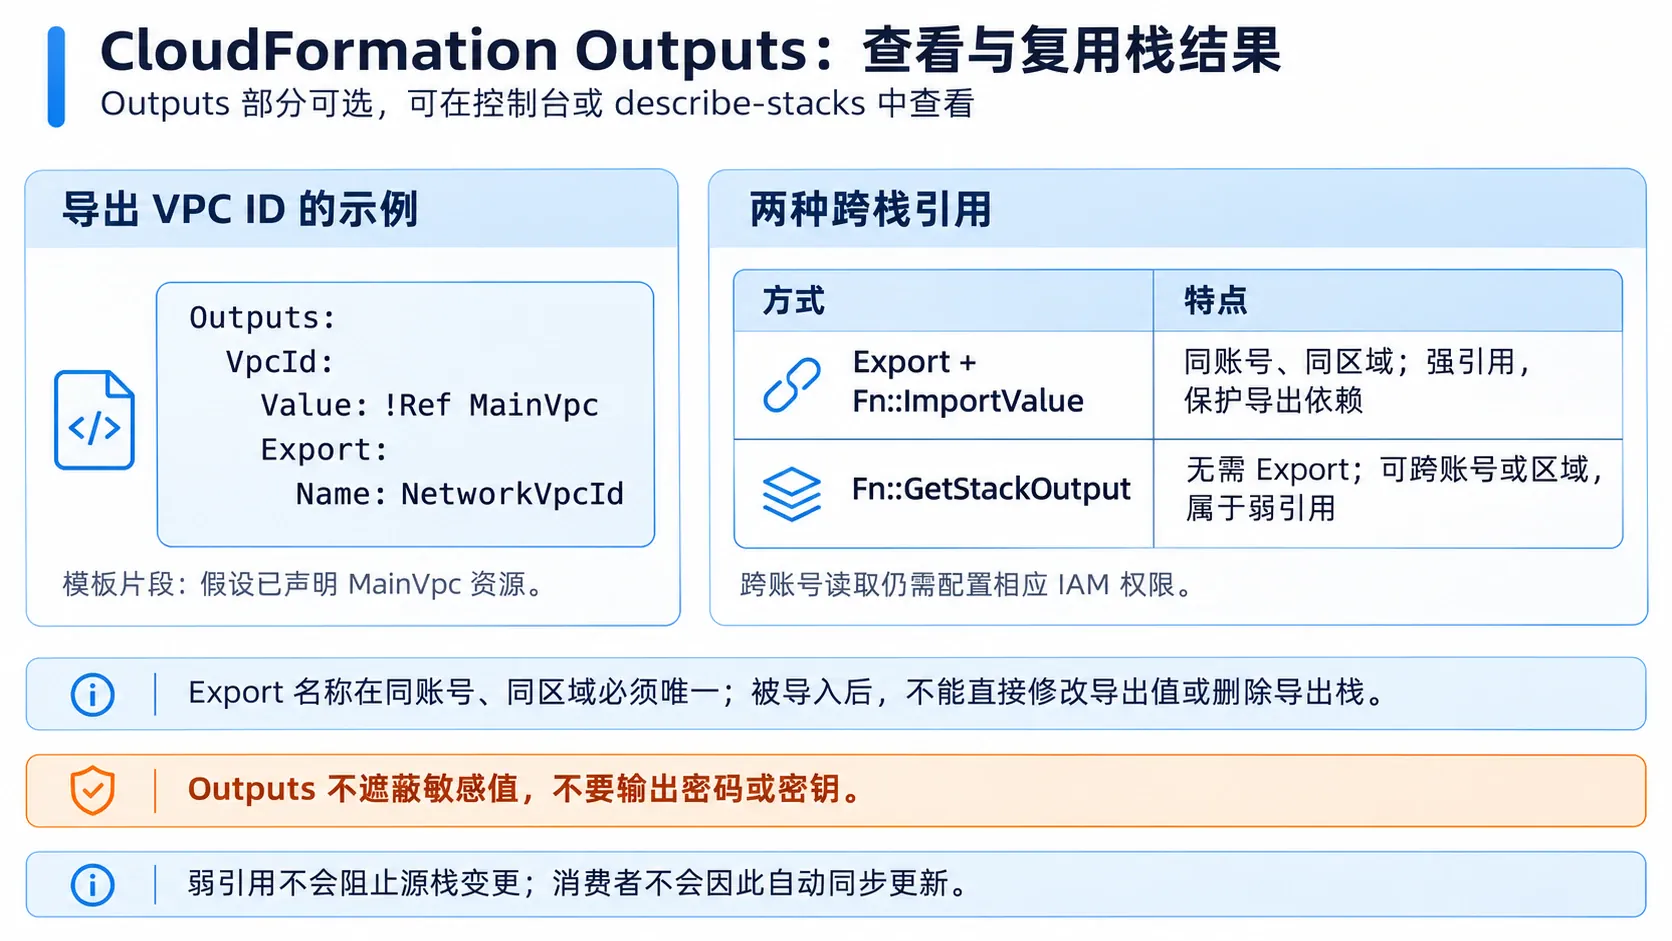 CloudFormation Outputs：查看与复用栈结果
Outputs 部分可选，可在控制台或 describe-stacks 中查看
导出 VPC ID 的示例
Outputs:
  VpcId:
    Value: !Ref MainVpc
    Export:
      Name: NetworkVpcId
模板片段：假设已声明 MainVpc 资源。
两种跨栈引用
方式
特点
Export +
Fn::ImportValue
同账号、同区域；强引用，
保护导出依赖
Fn::GetStackOutput
无需 Export；可跨账号或区域，
属于弱引用
跨账号读取仍需配置相应 IAM 权限。
Export 名称在同账号、同区域必须唯一；被导入后，不能直接修改导出值或删除导出栈。
Outputs 不遮蔽敏感值，不要输出密码或密钥。
弱引用不会阻止源栈变更；消费者不会因此自动同步更新。